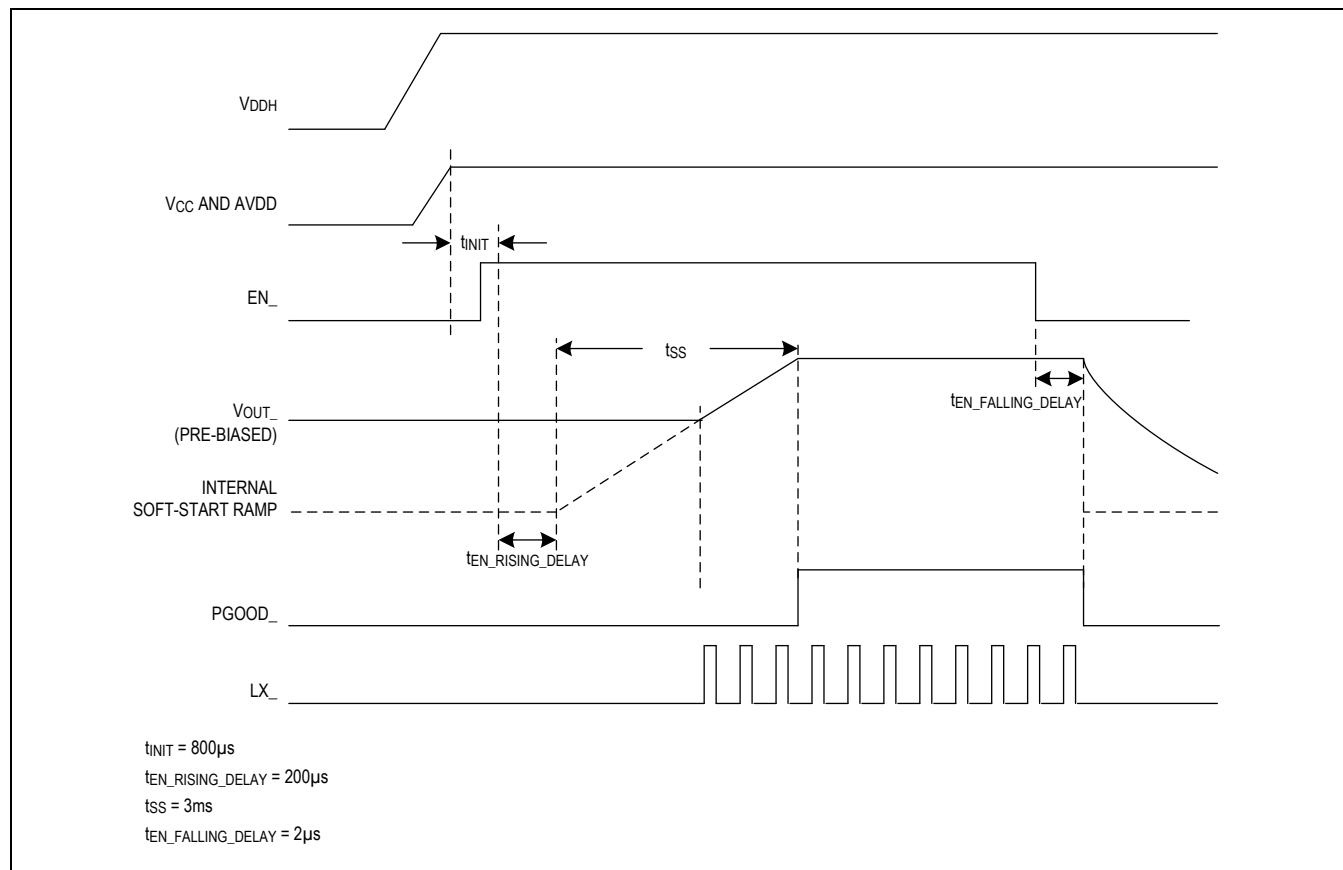 VDDH
VCC AND AVDD
tINIT
EN_
tSS
tEN_FALLING_DELAY
VOUT_
(PRE-BIASED)
INTERNAL
SOFT-START RAMP
tEN_RISING_DELAY
PGOOD_
LX_
tINIT = 800µs
tEN_RISING_DELAY = 200µs
tSS = 3ms
tEN_FALLING_DELAY = 2µs